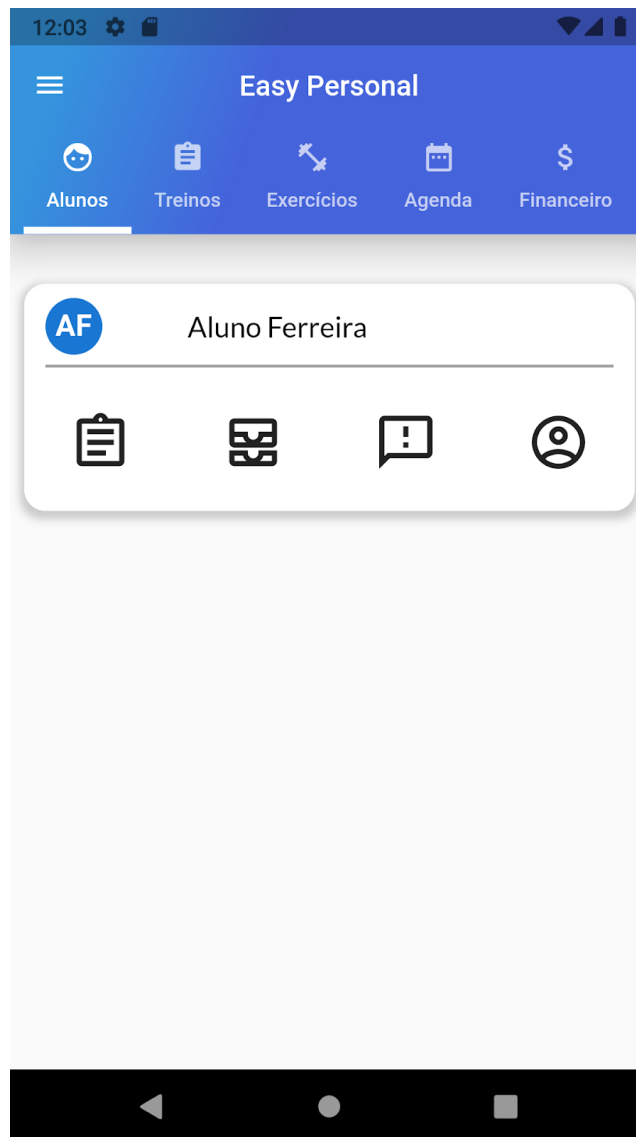 12:03
Easy Personal
Alunos Treinos Exercícios Agenda Financeiro
AF Aluno Ferreira